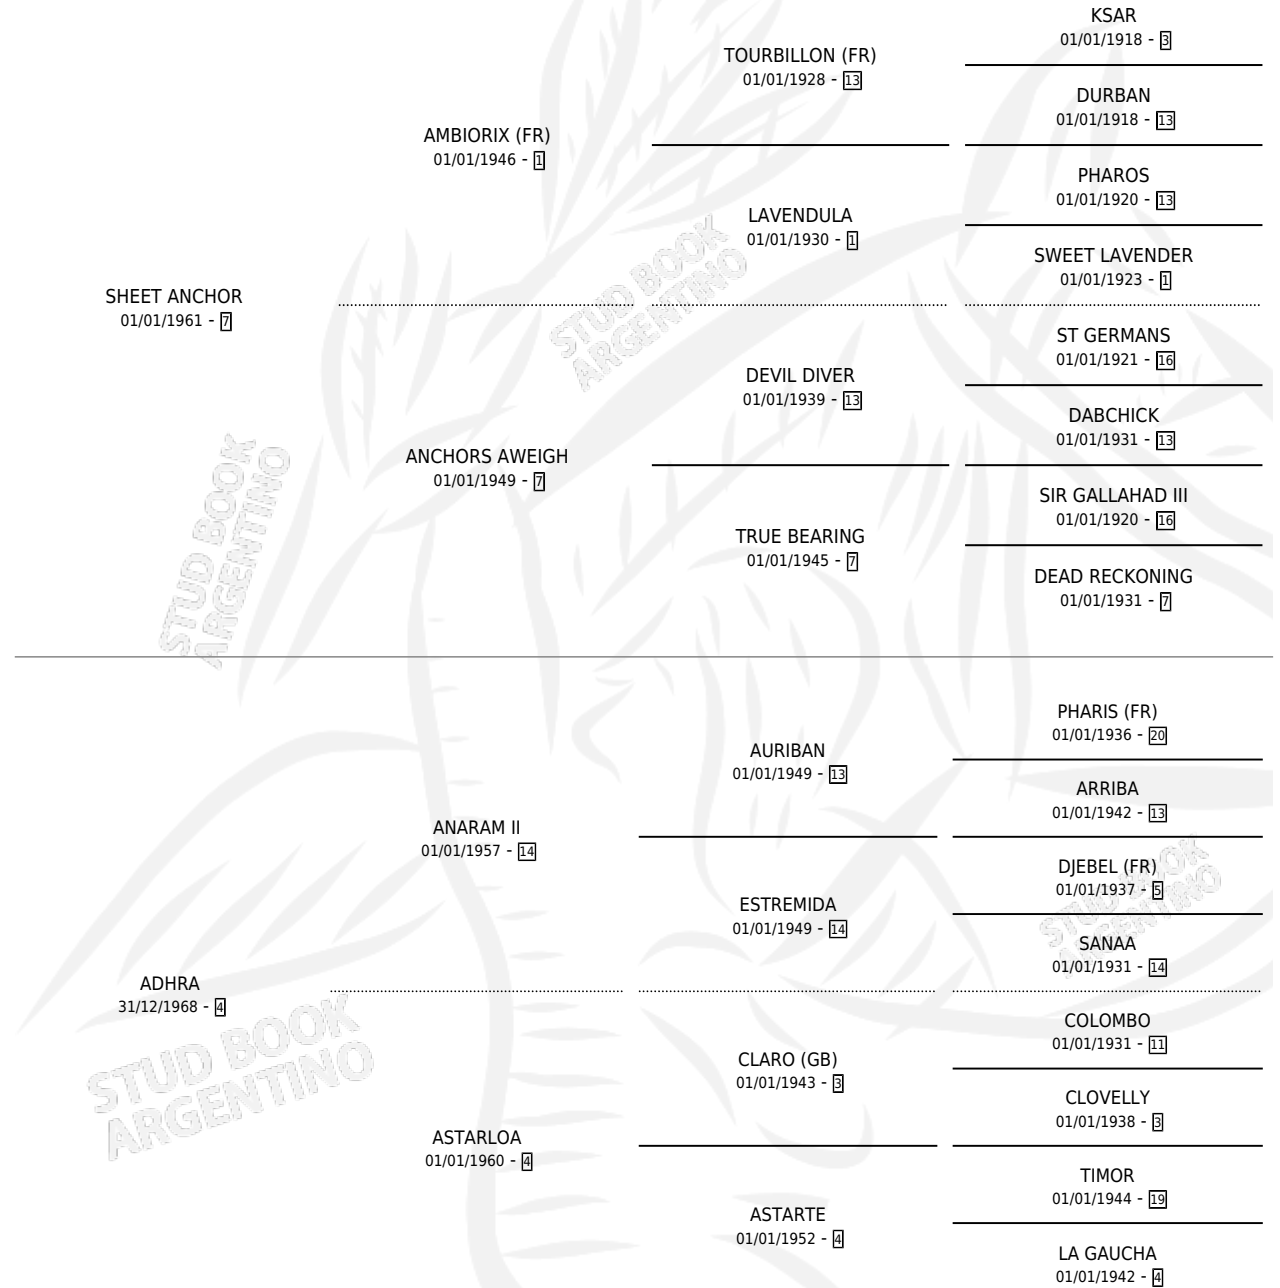 KSAR
01/01/1918 - 3
TOURBILLON (FR)
01/01/1928 - 13
DURBAN
01/01/1918 - 13
AMBIORIX (FR)
01/01/1946 - 1
PHAROS
01/01/1920 - 13
LAVENDULA
01/01/1930 - 1
SWEET LAVENDER
01/01/1923 - 1
SHEET ANCHOR
01/01/1961 - 7
ST GERMANS
01/01/1921 - 16
DEVIL DIVER
01/01/1939 - 13
DABCHICK
01/01/1931 - 13
ANCHORS AWEIGH
01/01/1949 - 7
SIR GALLAHAD III
01/01/1920 - 16
TRUE BEARING
01/01/1945 - 7
DEAD RECKONING
01/01/1931 - 7
PHARIS (FR)
01/01/1936 - 20
AURIBAN
01/01/1949 - 13
ARRIBA
01/01/1942 - 13
ANARAM II
01/01/1957 - 14
DJEBEL (FR)
01/01/1937 - 5
ESTREMIDA
01/01/1949 - 14
SANAA
01/01/1931 - 14
ADHRA
31/12/1968 - 4
COLOMBO
01/01/1931 - 11
CLARO (GB)
01/01/1943 - 3
CLOVELLY
01/01/1938 - 3
ASTARLOA
01/01/1960 - 4
TIMOR
01/01/1944 - 19
ASTARTE
01/01/1952 - 4
LA GAUCHA
01/01/1942 - 4
STUD BOOK
ARGENTINO
STUD BOOK
ARGENTINO
STUD BOOK
ARGENTINO
STUD BOOK
ARGENTINO